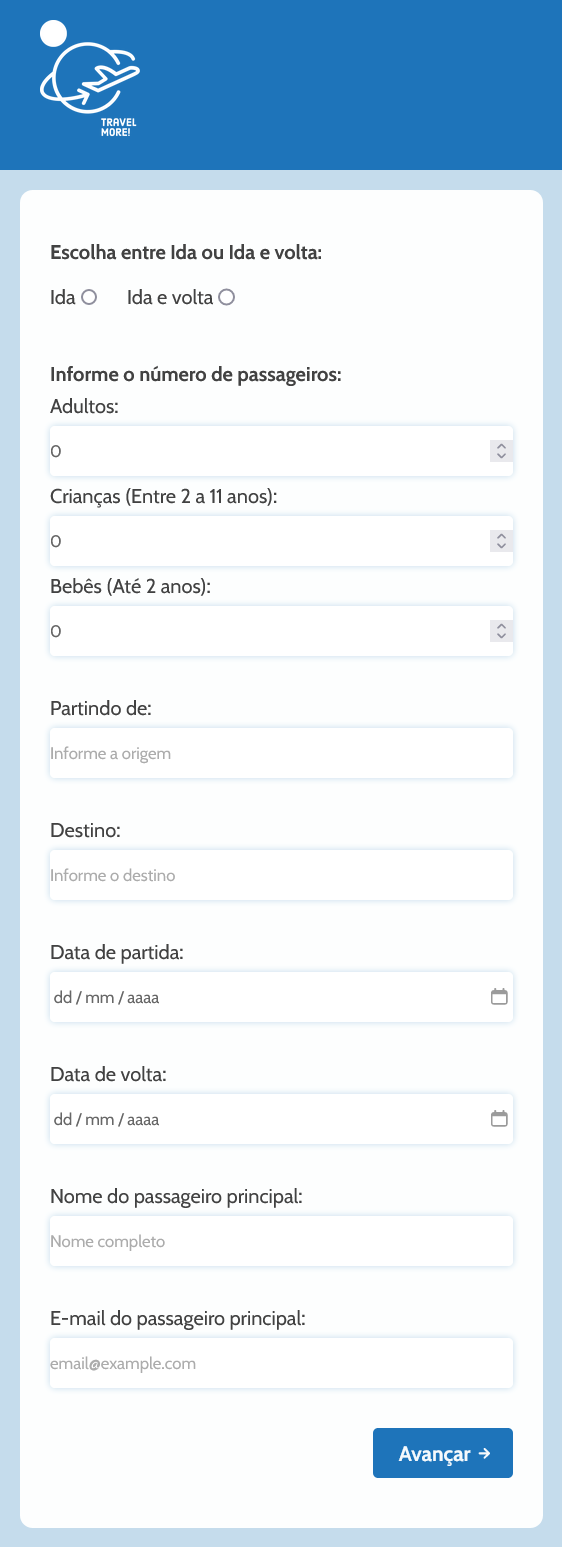 TRAVEL
MORE!
Escolha entre Ida ou Ida e volta:
Ida Ida e volta
Informe o número de passageiros:
Adultos:
0
Crianças (Entre 2 a 11 anos):
0
Bebês (Até 2 anos):
0
Partindo de:
Informe a origem
Destino:
Informe o destino
Data de partida:
dd / mm / aaaa
Data de volta:
dd / mm / aaaa
Nome do passageiro principal:
Nome completo
E-mail do passageiro principal:
email@example.com
Avançar →